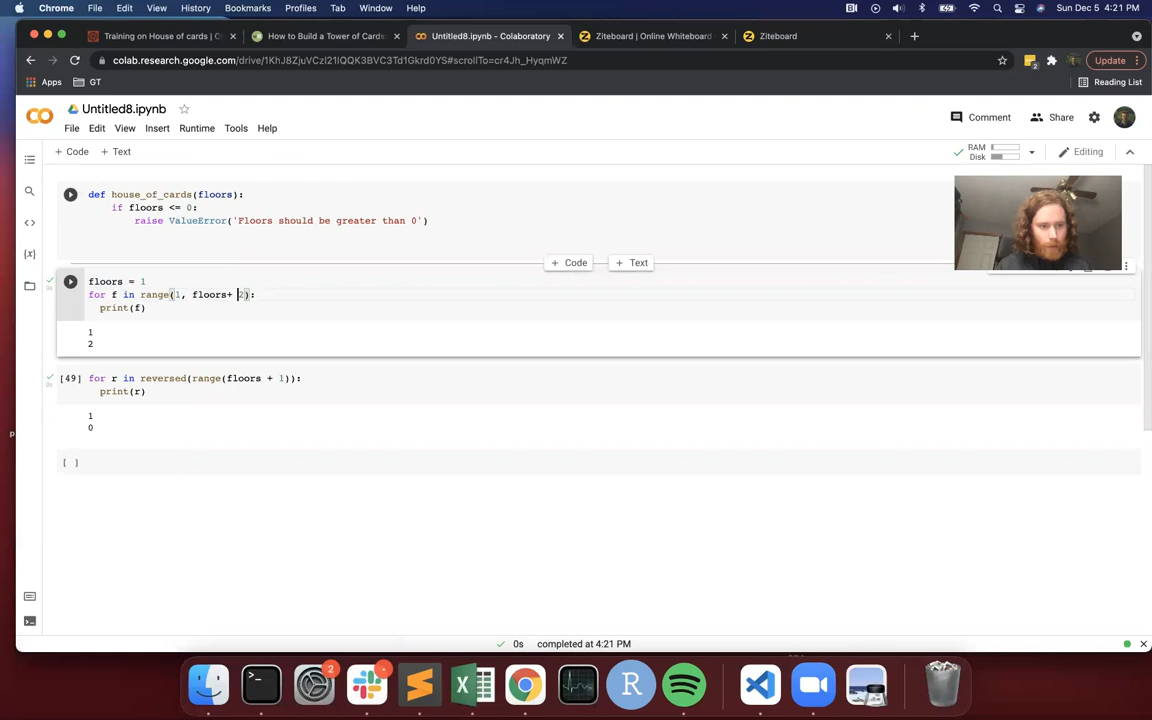 Chrome File Edit View History Bookmarks Profiles Tab Window Help Sun Dec 5 4:21 PM
Training on House of cards | C How to Build a Tower of Cards: Untitled8.ipynb - Colaboratory Ziteboard | Online Whiteboard Ziteboard
colab.research.google.com/drive/1KhJ8ZjuVCzl21IQQK3BVC3Td1Gkrd0YS#scrollTo=cr4Jh_HyqmWZ Update
Apps GT Reading List
Untitled8.ipynb
File Edit View Insert Runtime Tools Help
Comment Share
+ Code + Text
RAM
Disk
Editing
def house_of_cards(floors):
if floors <= 0:
raise ValueError('Floors should be greater than 0')
+ Code + Text
floors = 1
for f in range(1, floors+ 2):
print(f)
1
2
[49] for r in reversed(range(floors + 1)):
print(r)
1
0
[ ]
0s completed at 4:21 PM
2